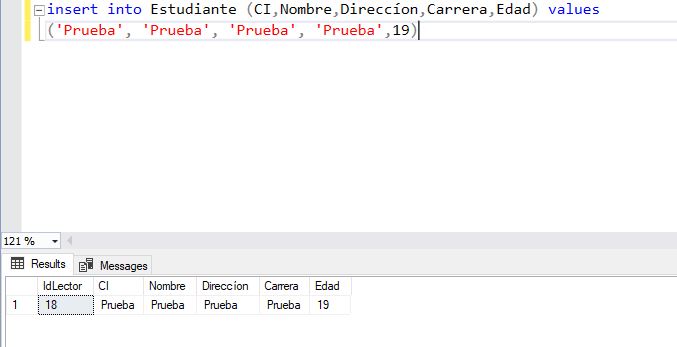 insert into Estudiante (CI,Nombre,Direccíon,Carrera,Edad) values
('Prueba', 'Prueba', 'Prueba', 'Prueba',19)
121 %
Results Messages
IdLector CI Nombre Direccíon Carrera Edad
1 18 Prueba Prueba Prueba Prueba 19